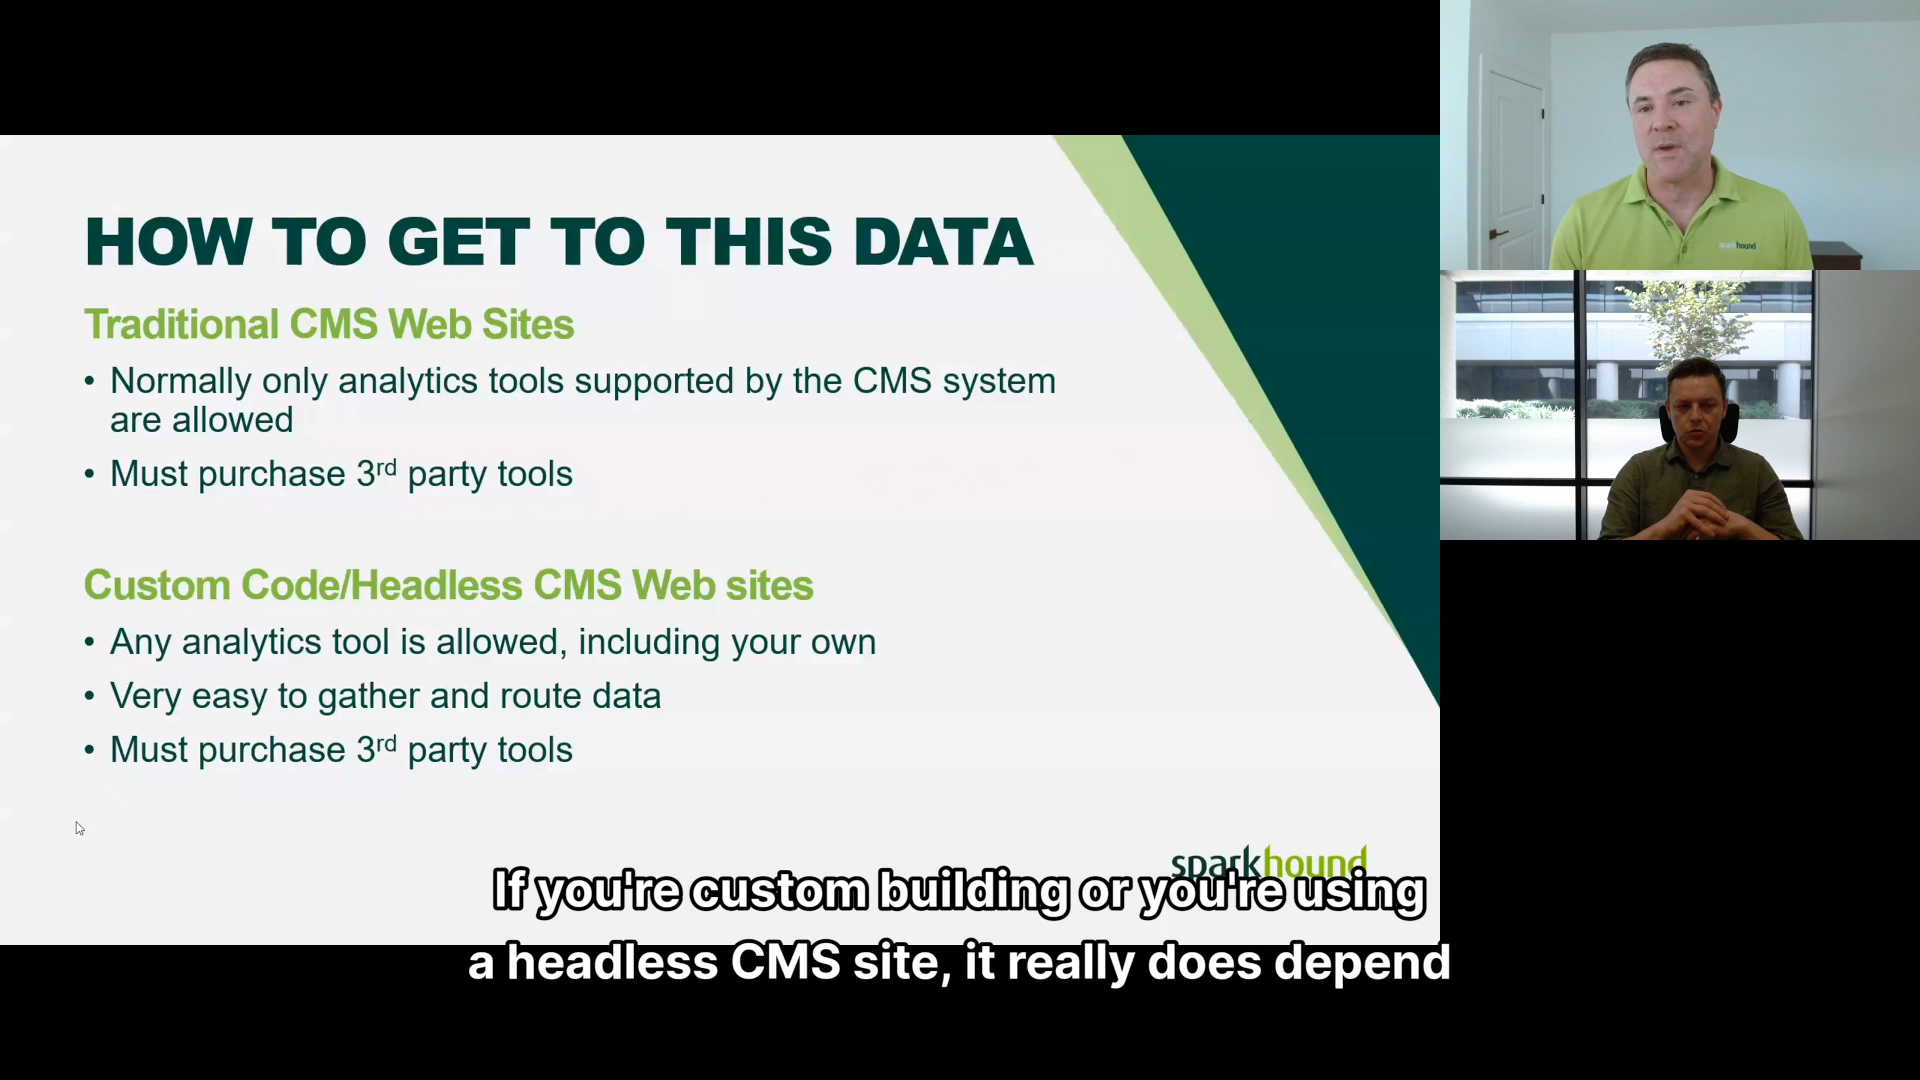 HOW TO GET TO THIS DATA
Traditional CMS Web Sites
• Normally only analytics tools supported by the CMS system
are allowed
• Must purchase 3rd party tools
Custom Code/Headless CMS Web sites
• Any analytics tool is allowed, including your own
• Very easy to gather and route data
• Must purchase 3rd party tools
sparkhound
If you're custom building or you're using
a headless CMS site, it really does depend
sparkhound